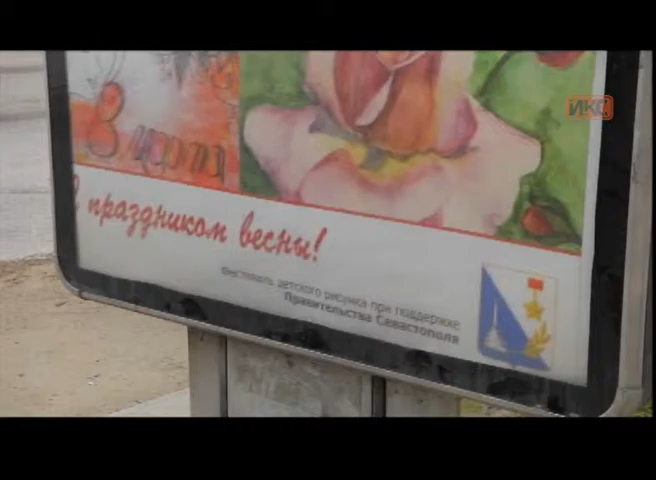 ИКС
8 марта
праздником весны!
Фестиваль детского рисунка при поддержке
Правительства Севастополя